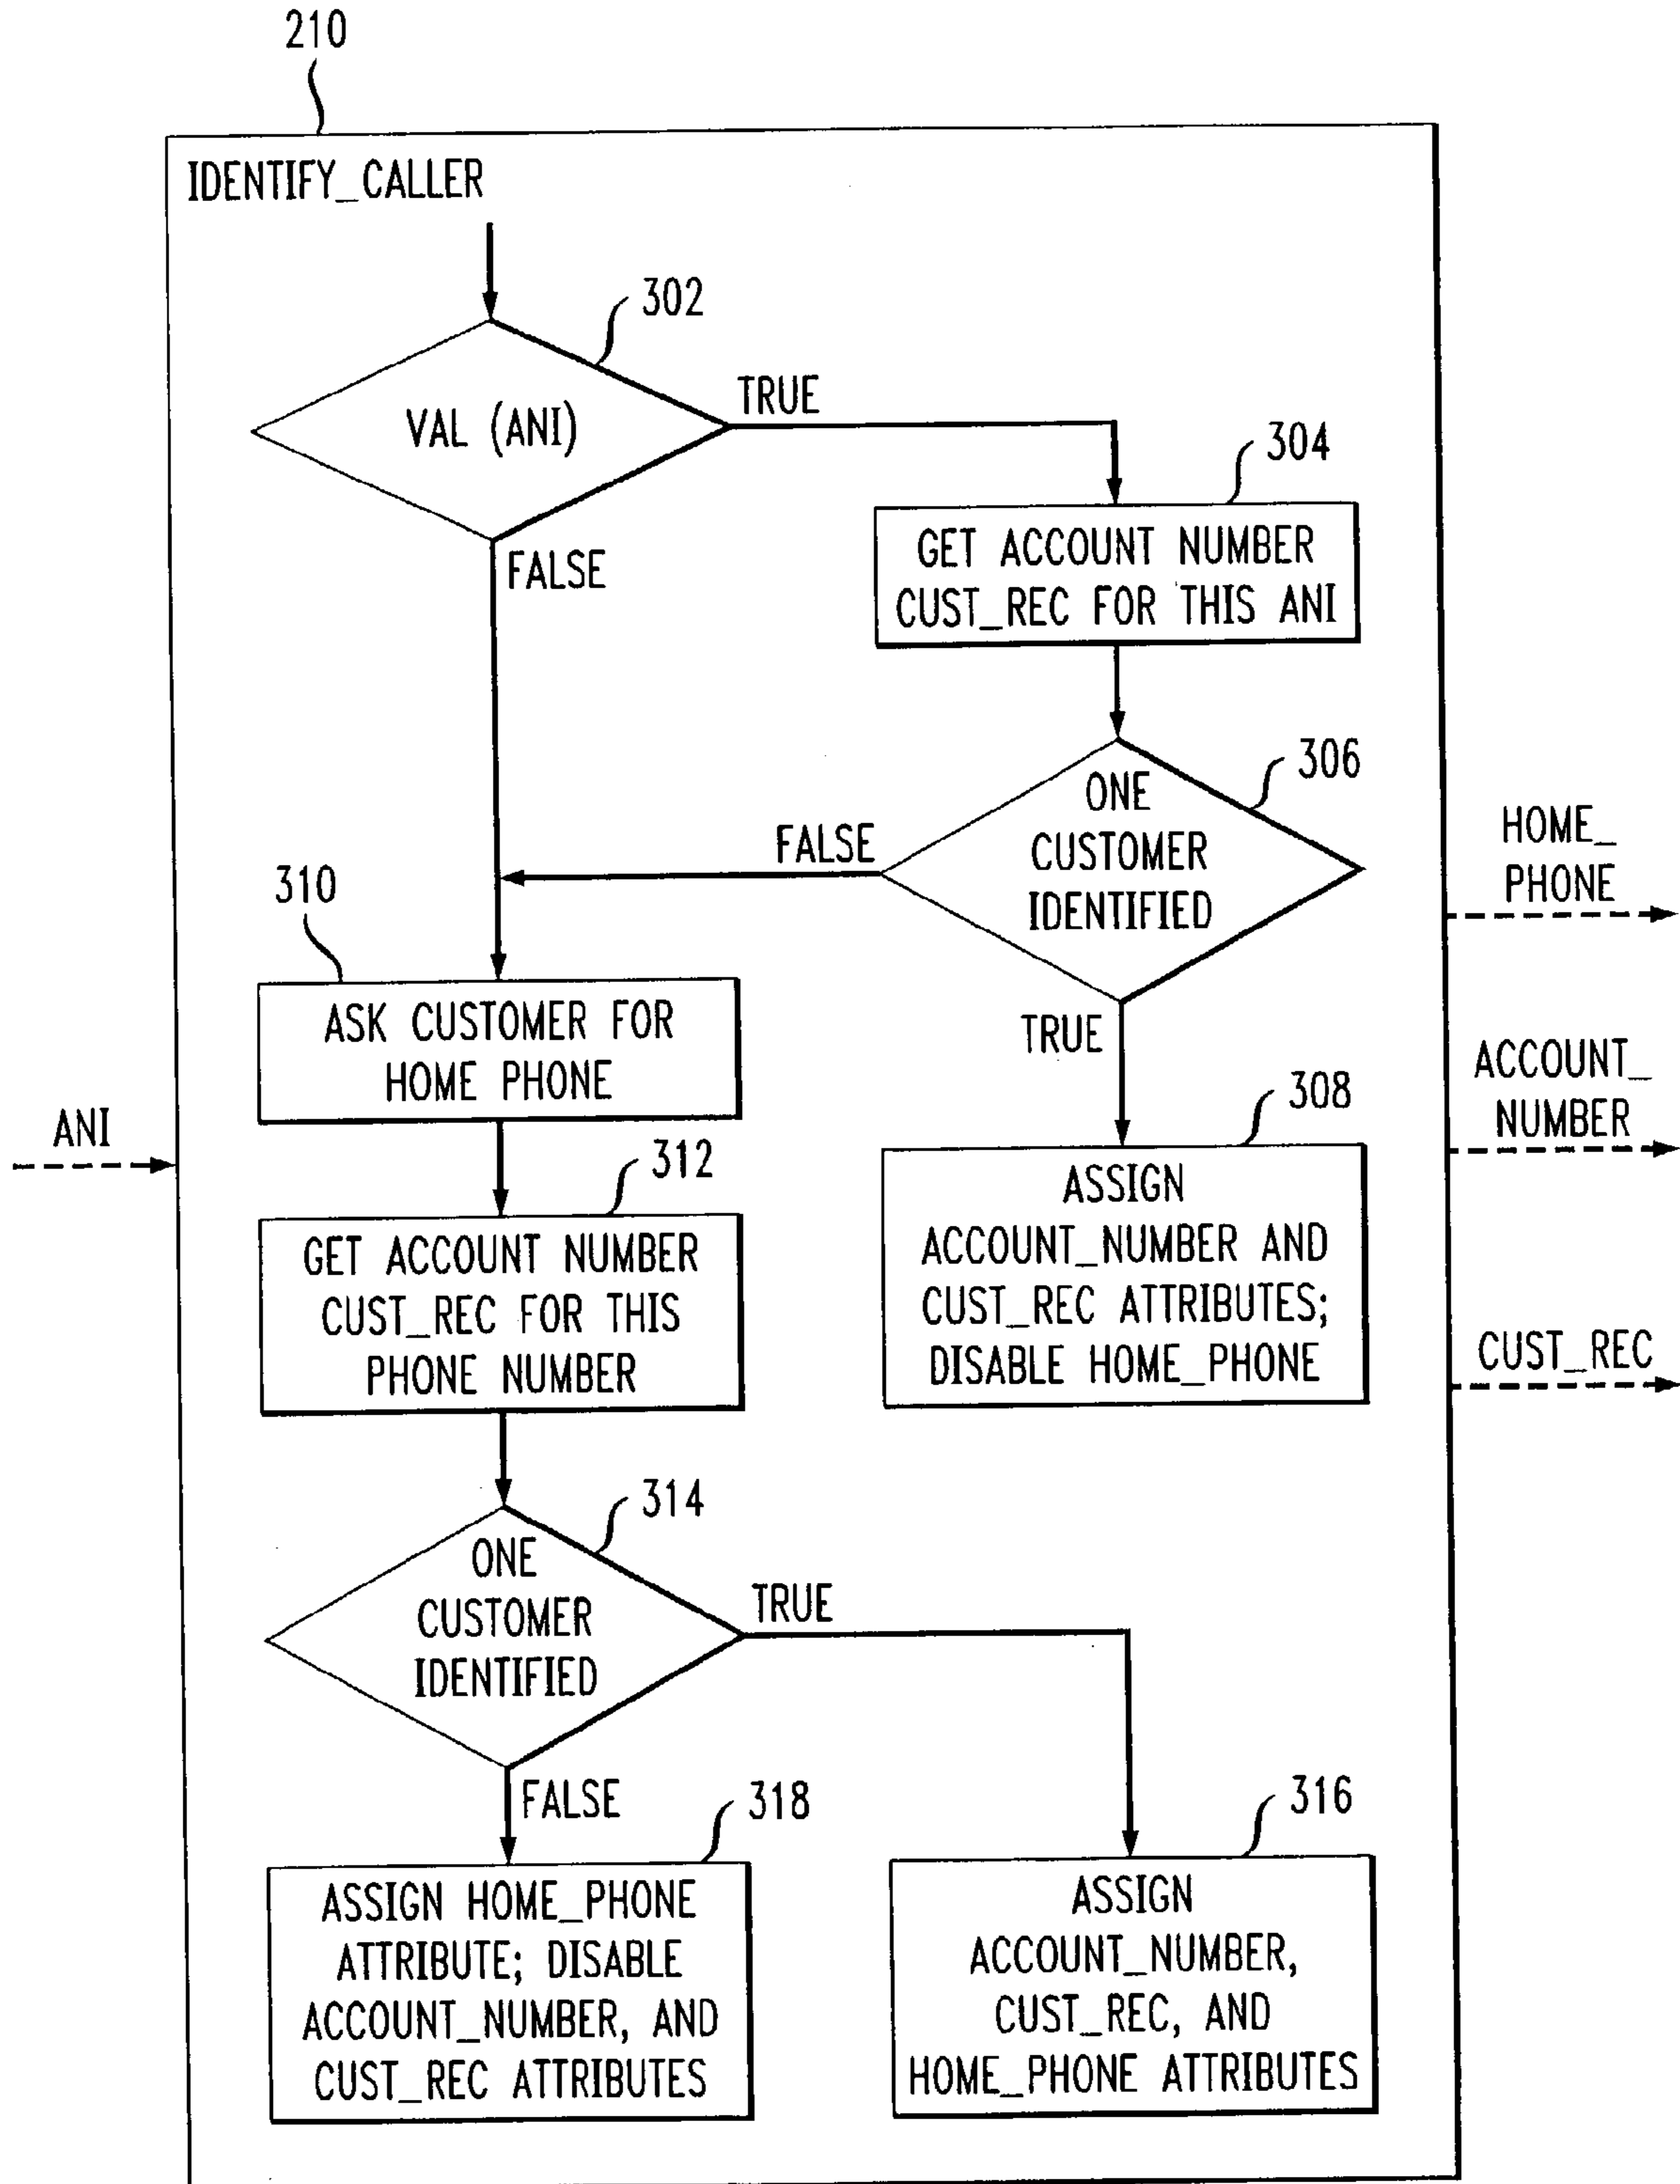 210
IDENTIFY_CALLER
302
VAL (ANI)
TRUE
FALSE
304
GET ACCOUNT NUMBER
CUST_REC FOR THIS ANI
306
ONE
CUSTOMER
IDENTIFIED
FALSE
TRUE
310
ASK CUSTOMER FOR
HOME PHONE
308
ASSIGN
ACCOUNT_NUMBER AND
CUST_REC ATTRIBUTES;
DISABLE HOME_PHONE
ANI
312
GET ACCOUNT NUMBER
CUST_REC FOR THIS
PHONE NUMBER
HOME_
PHONE
ACCOUNT_
NUMBER
CUST_REC
314
ONE
CUSTOMER
IDENTIFIED
TRUE
FALSE
318
ASSIGN HOME_PHONE
ATTRIBUTE; DISABLE
ACCOUNT_NUMBER, AND
CUST_REC ATTRIBUTES
316
ASSIGN
ACCOUNT_NUMBER,
CUST_REC, AND
HOME_PHONE ATTRIBUTES